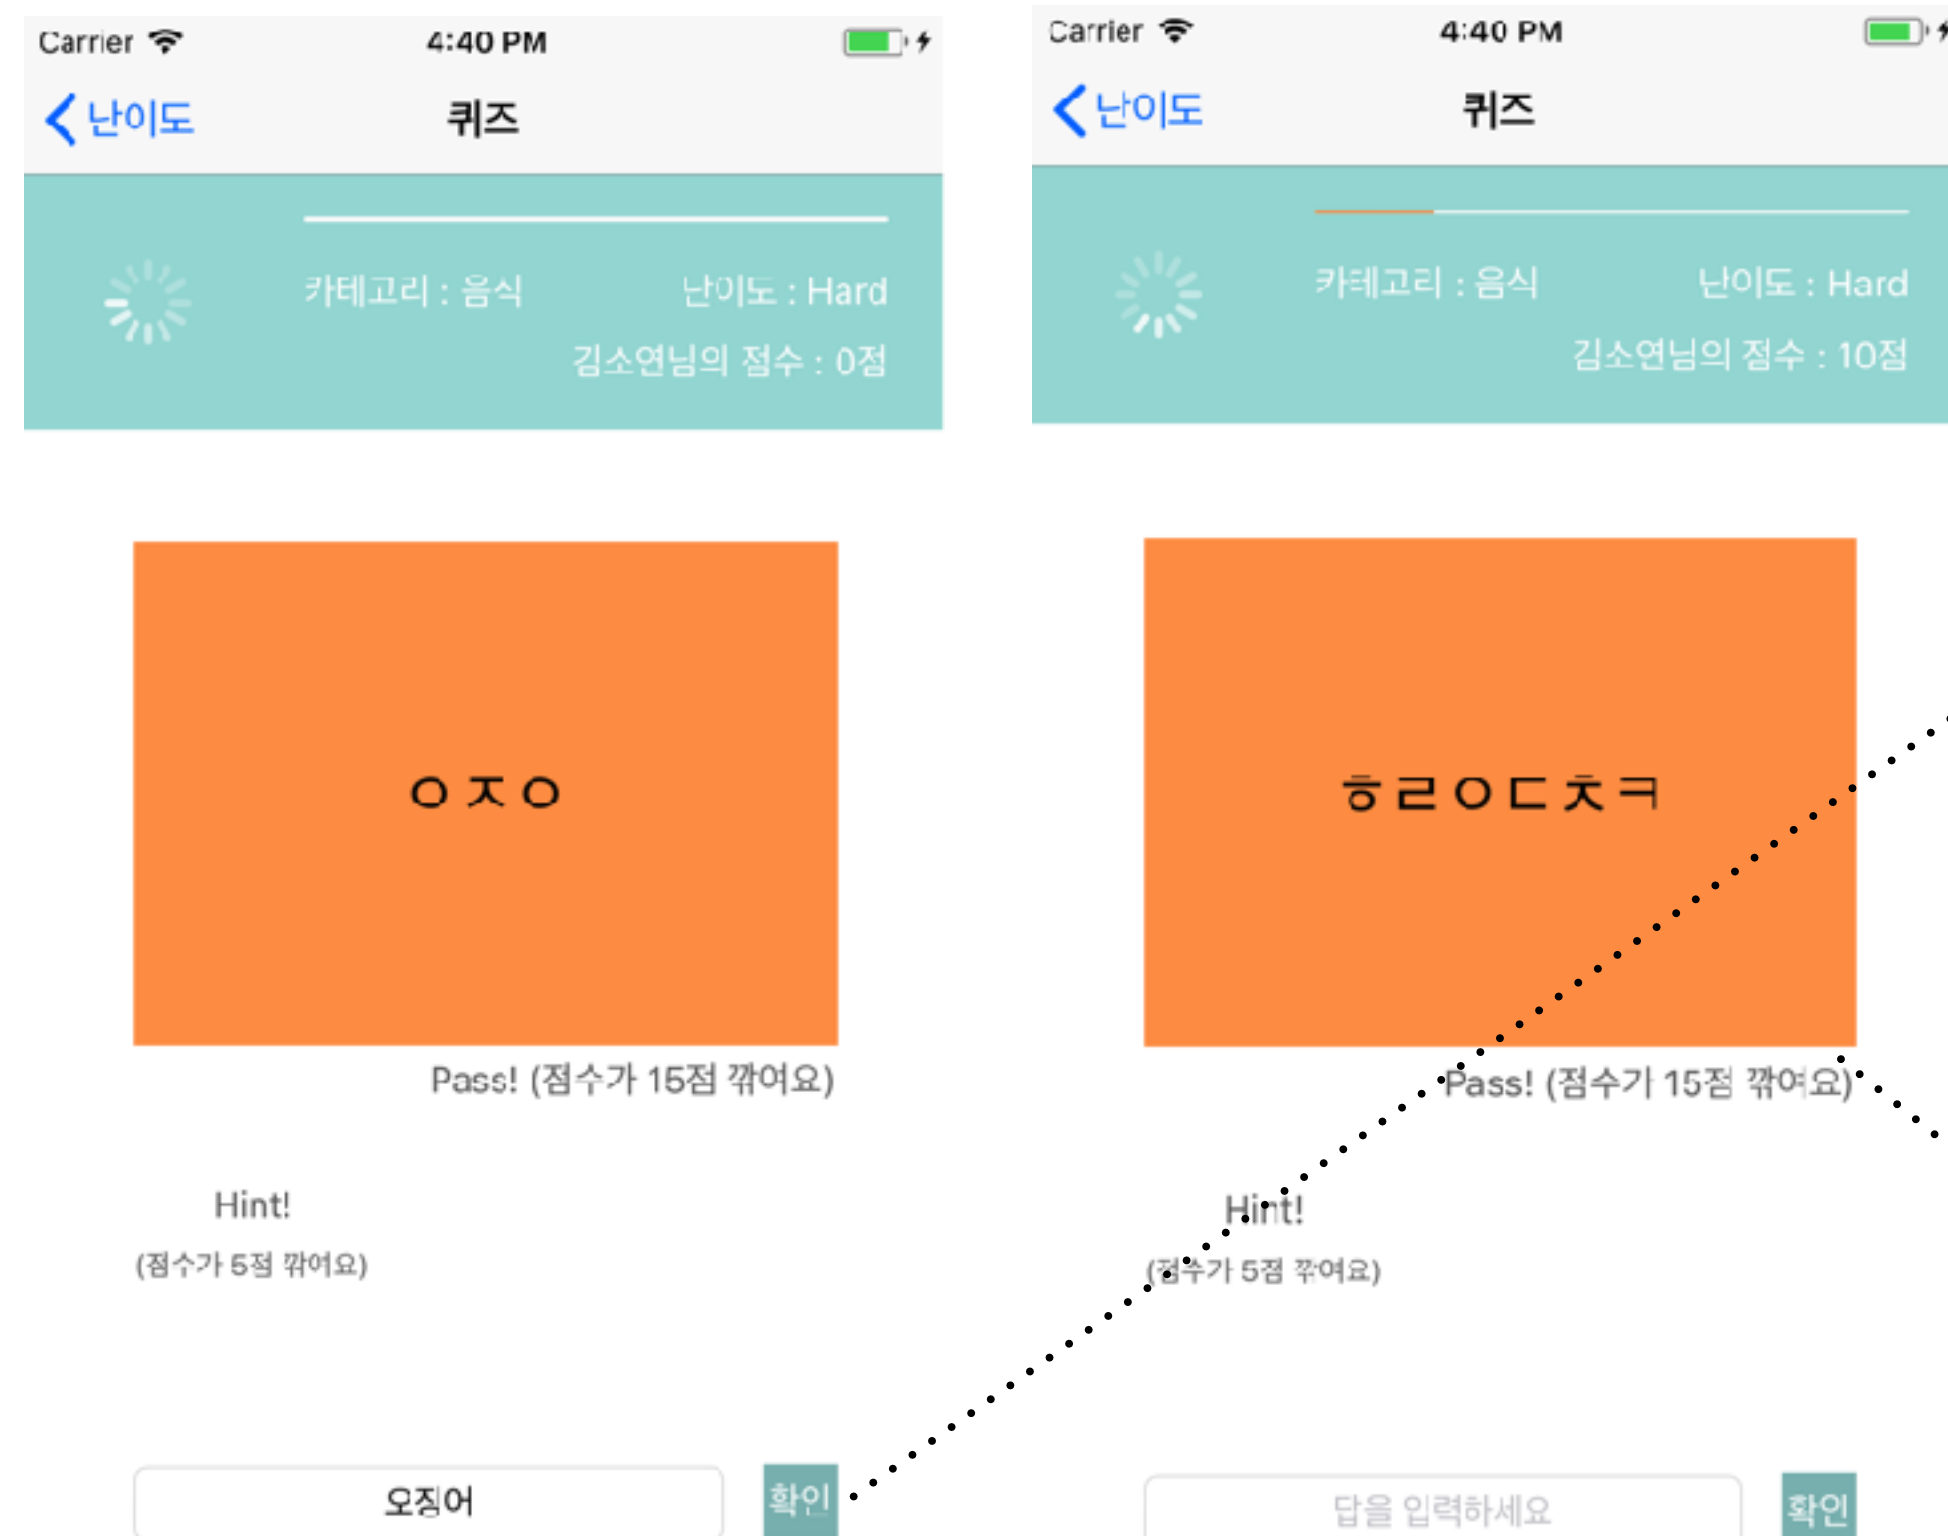 Carrier 4:40 PM
난이도 퀴즈
카테고리 : 음식 난이도 : Hard
김소연님의 점수 : 0점
ㅇㅈㅇ
Pass! (점수가 15점 깎여요)
Hint!
(점수가 5점 깎여요)
오징어 확인
Carrier 4:40 PM
난이도 퀴즈
카테고리 : 음식 난이도 : Hard
김소연님의 점수 : 10점
ㅎㄹㅇㄷㅊㅋ
Pass! (점수가 15점 깎여요)
Hint!
(점수가 5점 깎여요)
답을 입력하세요 확인